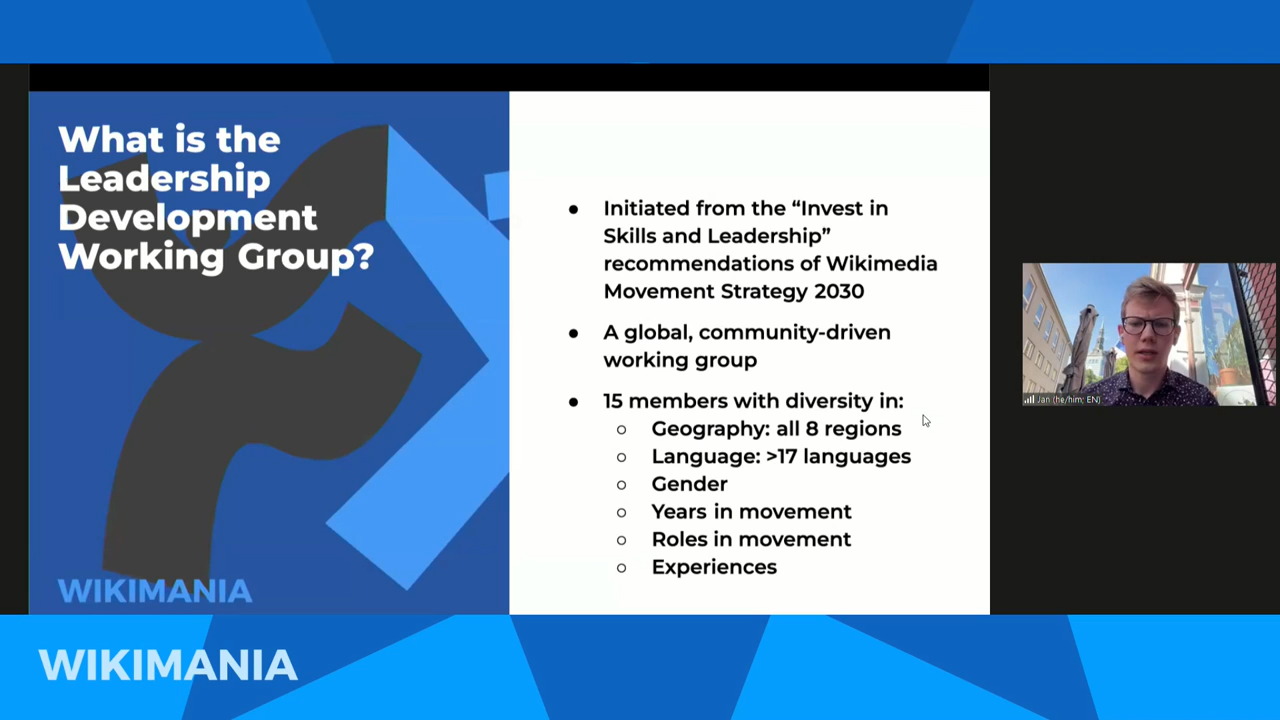 What is the
Leadership
Development
Working Group?
WIKIMANIA
● Initiated from the “Invest in
Skills and Leadership”
recommendations of Wikimedia
Movement Strategy 2030
● A global, community-driven
working group
● 15 members with diversity in:
○ Geography: all 8 regions
○ Language: >17 languages
○ Gender
○ Years in movement
○ Roles in movement
○ Experiences
Jan (he/him; EN)
WIKIMANIA